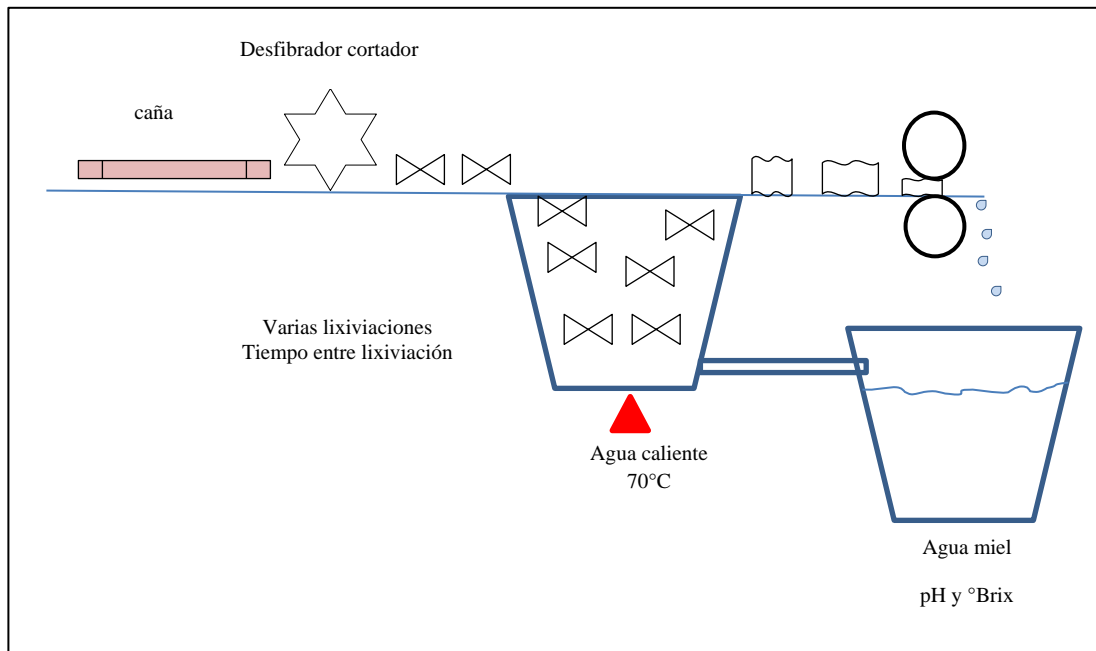 Desfibrador cortador
caña
Varias lixiviaciones
Tiempo entre lixiviación
Agua caliente
70°C
Agua miel
pH y °Brix